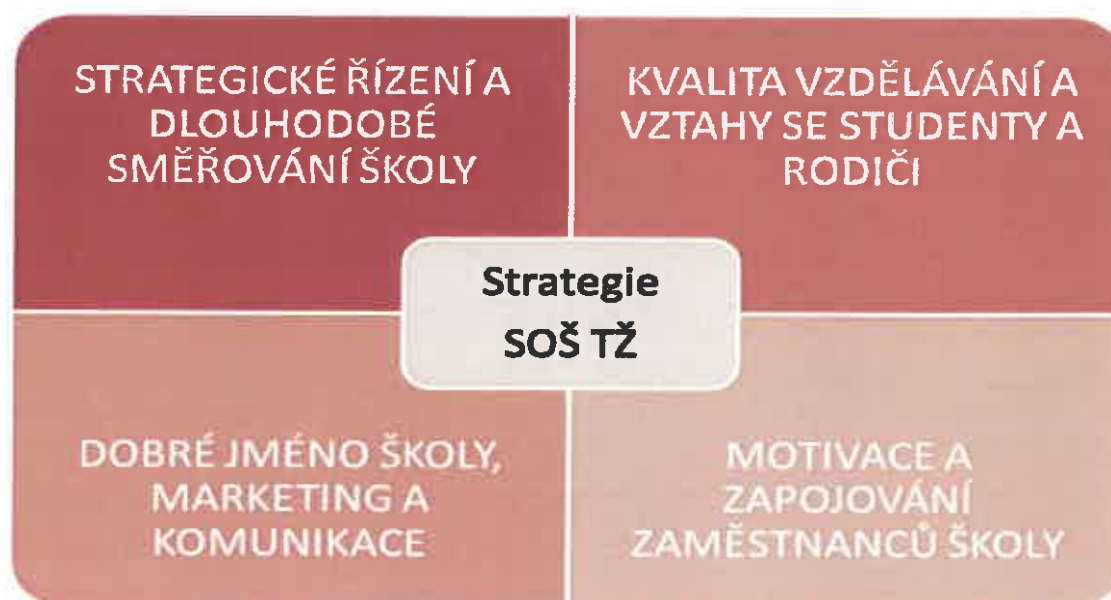 STRATEGICKÉ ŘÍZENÍ A
DLOUHODOBÉ
SMĚŘOVÁNÍ ŠKOLY
KVALITA VZDĚLÁVÁNÍ A
VZTAHY SE STUDENTY A
RODIČI
Strategie
SOŠ TŽ
DOBRÉ JMÉNO ŠKOLY,
MARKETING A
KOMUNIKACE
MOTIVACE A
ZAPOJOVÁNÍ
ZAMĚSTNANCŮ ŠKOLY